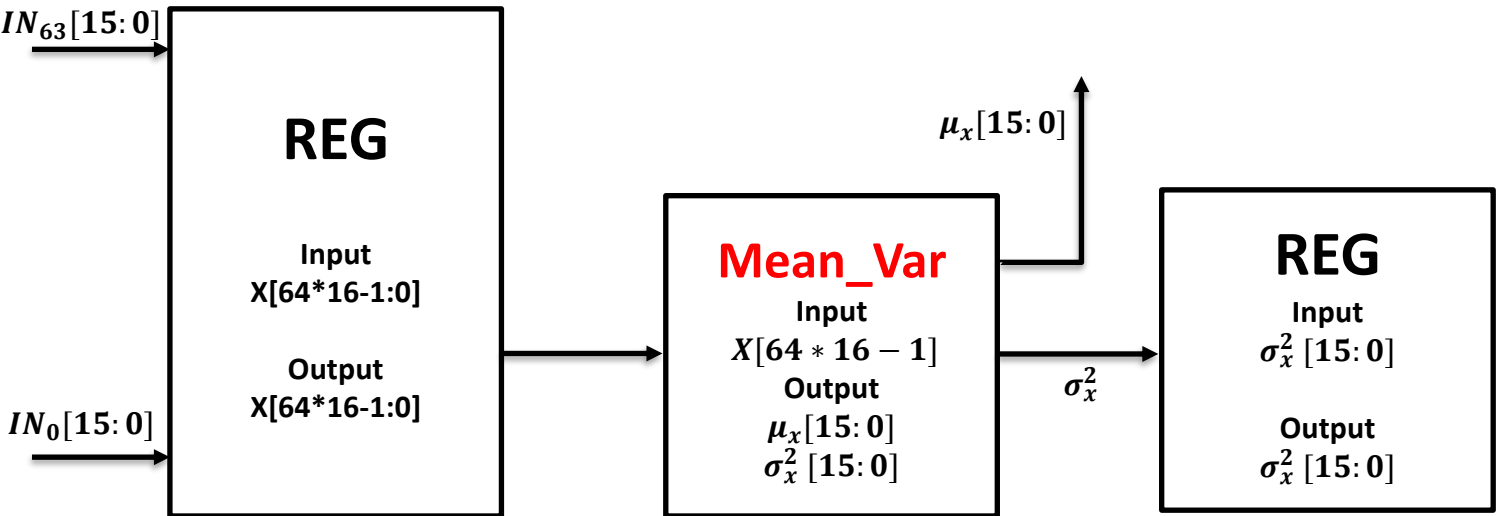 IN₆₃[15:0]
REG
Input
X[64*16-1:0]
Output
X[64*16-1:0]
IN₀[15:0]
Mean_Var
Input
X[64 ∗ 16 − 1]
Output
μₓ[15:0]
σₓ² [15:0]
μₓ[15:0]
σₓ²
REG
Input
σₓ² [15:0]
Output
σₓ² [15:0]